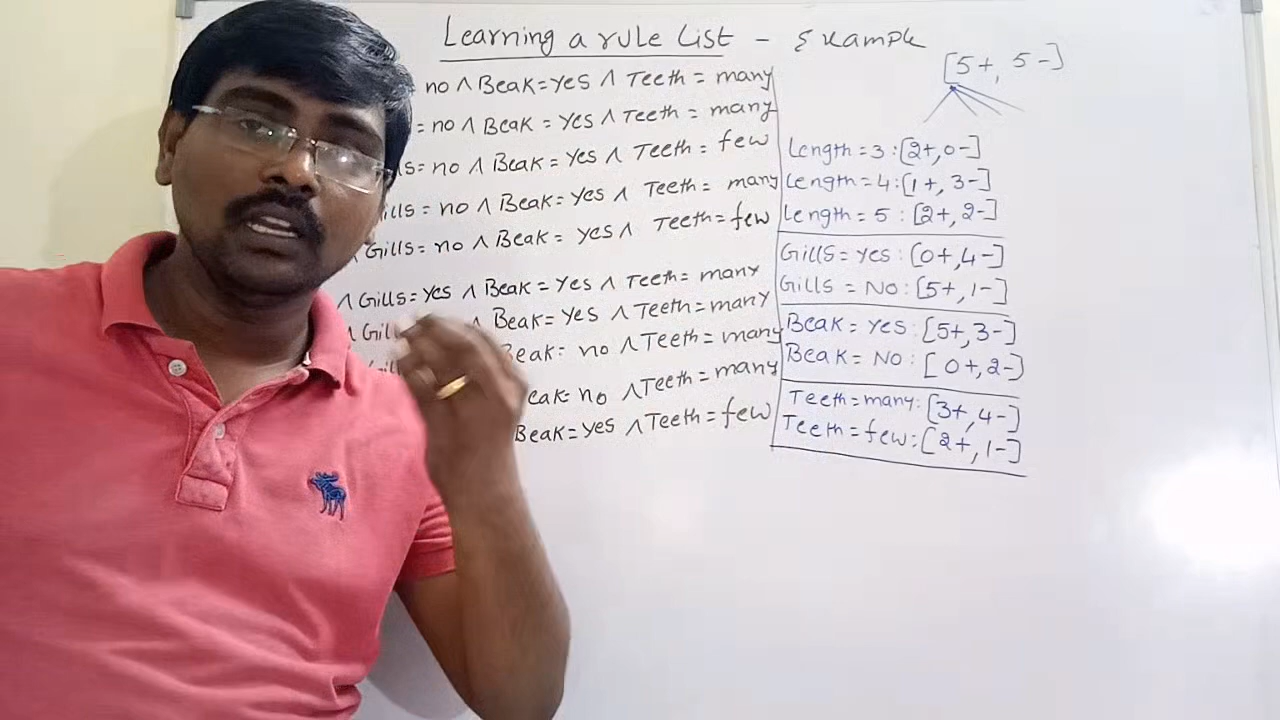 Learning a rule List - Example
[5+, 5-]
no ∧ Beak=yes ∧ Teeth = many
= no ∧ Beak = yes ∧ Teeth = many
ls= no ∧ Beak = yes ∧ Teeth = few
ills = no ∧ Beak= yes ∧ Teeth = many
Gills= no ∧ Beak = yes ∧ Teeth= few
∧ Gills= yes ∧ Beak = yes ∧ Teeth= many
∧ Gill ∧ Beak= yes ∧ Teeth= many
Beak= no ∧ Teeth= many
eak= no ∧ Teeth= many
Beak=yes ∧ Teeth= few
Length = 3 : [2+, 0-]
Length = 4 : [1+, 3-]
Length = 5 : [2+, 2-]
Gills = yes : [0+, 4-]
Gills = No : [5+, 1-]
Beak = yes : [5+, 3-]
Beak = No : [0+, 2-]
Teeth = many: [3+, 4-]
Teeth = few: [2+, 1-]